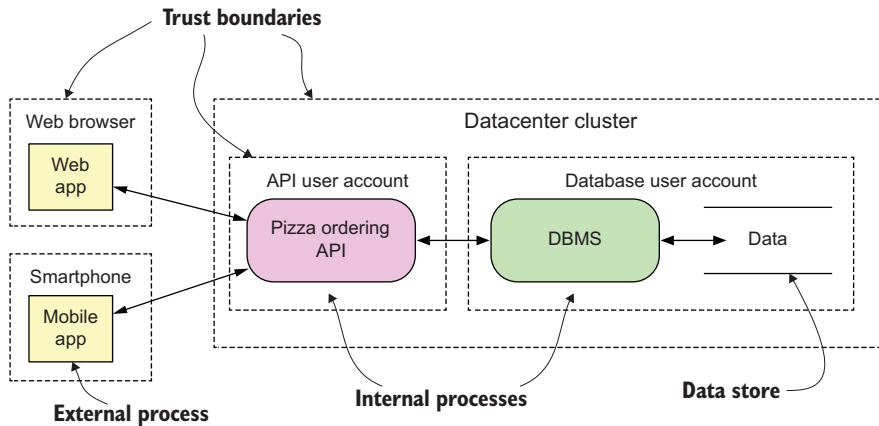 Trust boundaries
Web browser
Web
app
Smartphone
Mobile
app
External process
Datacenter cluster
API user account
Pizza ordering
API
Database user account
DBMS
Data
Internal processes
Data store